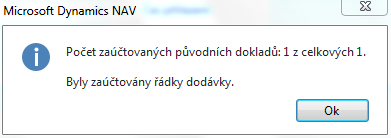 Microsoft Dynamics NAV
Počet zaúčtovaných původních dokladů: 1 z celkových 1.
Byly zaúčtovány řádky dodávky.
Ok